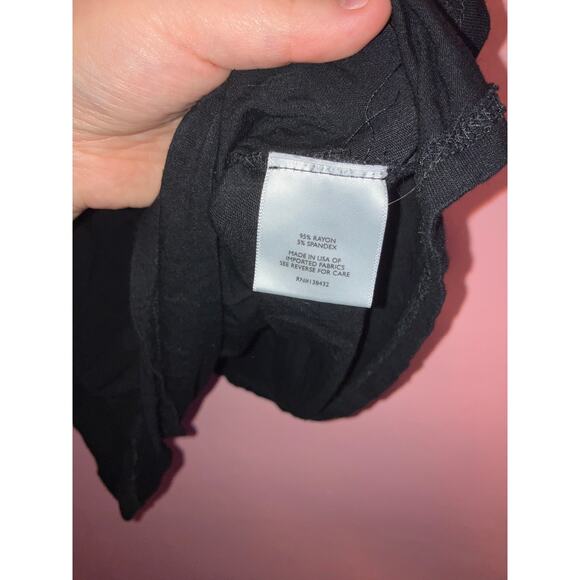 95% RAYON
5% SPANDEX
MADE IN USA OF
IMPORTED FABRICS
SEE REVERSE FOR CARE
RN#138432